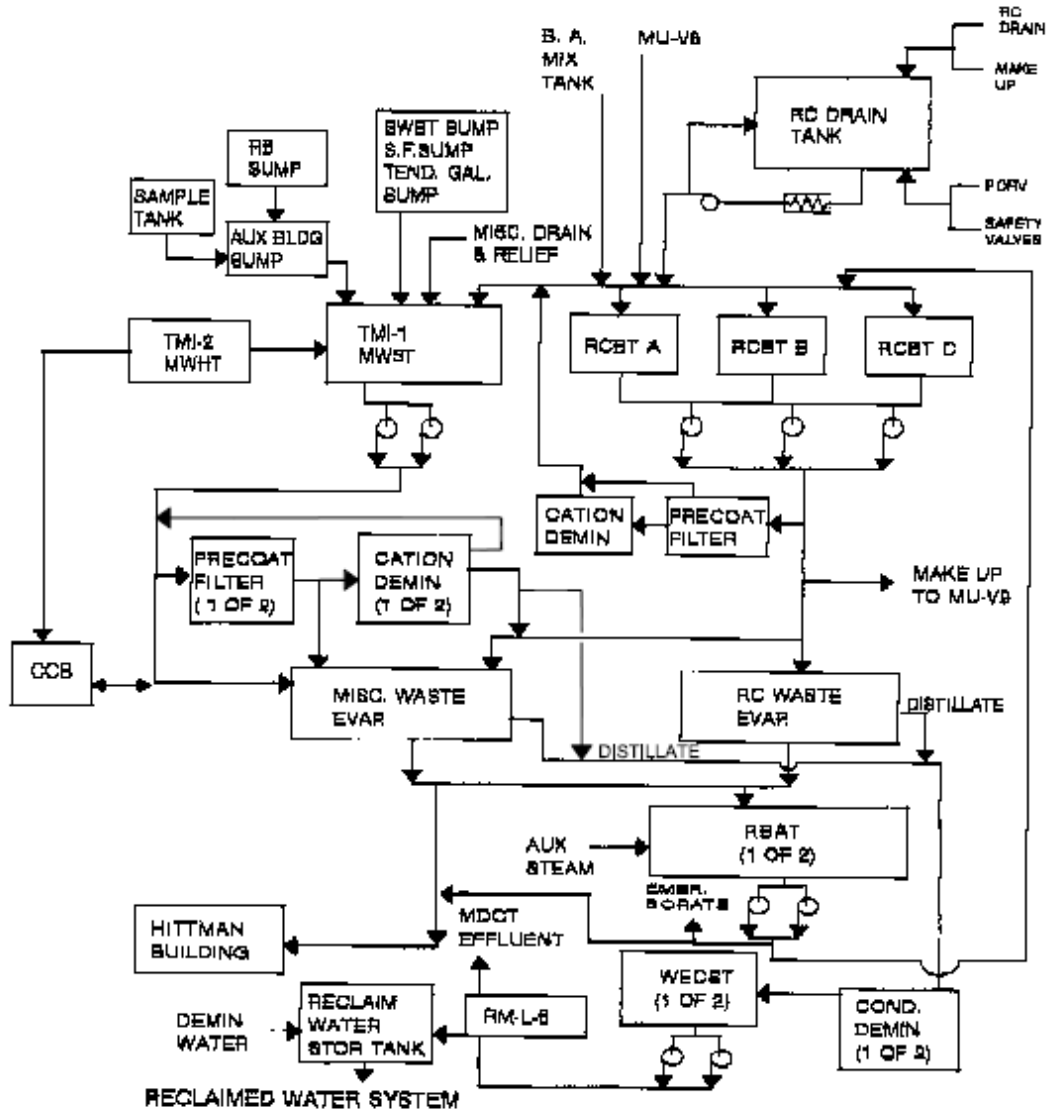 RC
DRAIN
MAKE
UP
B. A.
MIX
TANK
MU-V8
RC DRAIN
TANK
PORV
SAFETY
VALVES
RB
SUMP
SAMPLE
TANK
AUX BLDG
SUMP
BWST SUMP
S.F.SUMP
TEND. GAL.
SUMP
MISC. DRAIN
& RELIEF
TMI-2
MWHT
TMI-1
MWST
RCBT A
RCBT B
RCBT C
CATION
DEMIN
PRECOAT
FILTER
PRECOAT
FILTER
( 1 OF 2)
CATION
DEMIN
(1 OF 2)
MAKE UP
TO MU-V9
CCB
MISC. WASTE
EVAP.
RC WASTE
EVAP.
DISTILLATE
DISTILLATE
RBAT
(1 OF 2)
AUX
STEAM
EMER.
BORATE
MDCT
EFFLUENT
HITTMAN
BUILDING
WECST
(1 OF 2)
COND.
DEMIN
(1 OF 2)
DEMIN
WATER
RECLAIM
WATER
STOR TANK
RM-L-6
RECLAIMED WATER SYSTEM